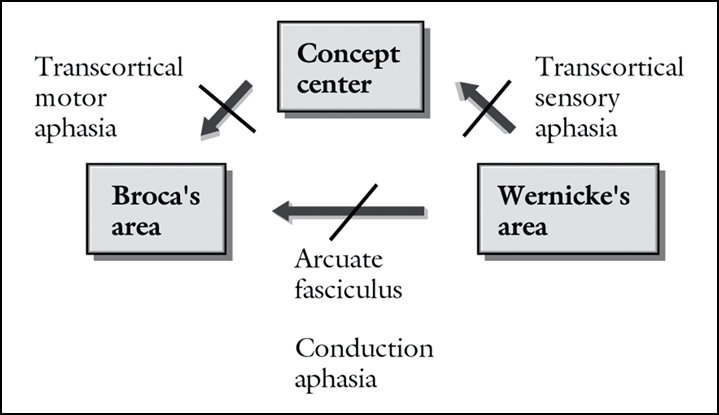 Transcortical
motor
aphasia
Concept
center
Transcortical
sensory
aphasia
Broca's
area
Wernicke's
area
Arcuate
fasciculus
Conduction
aphasia